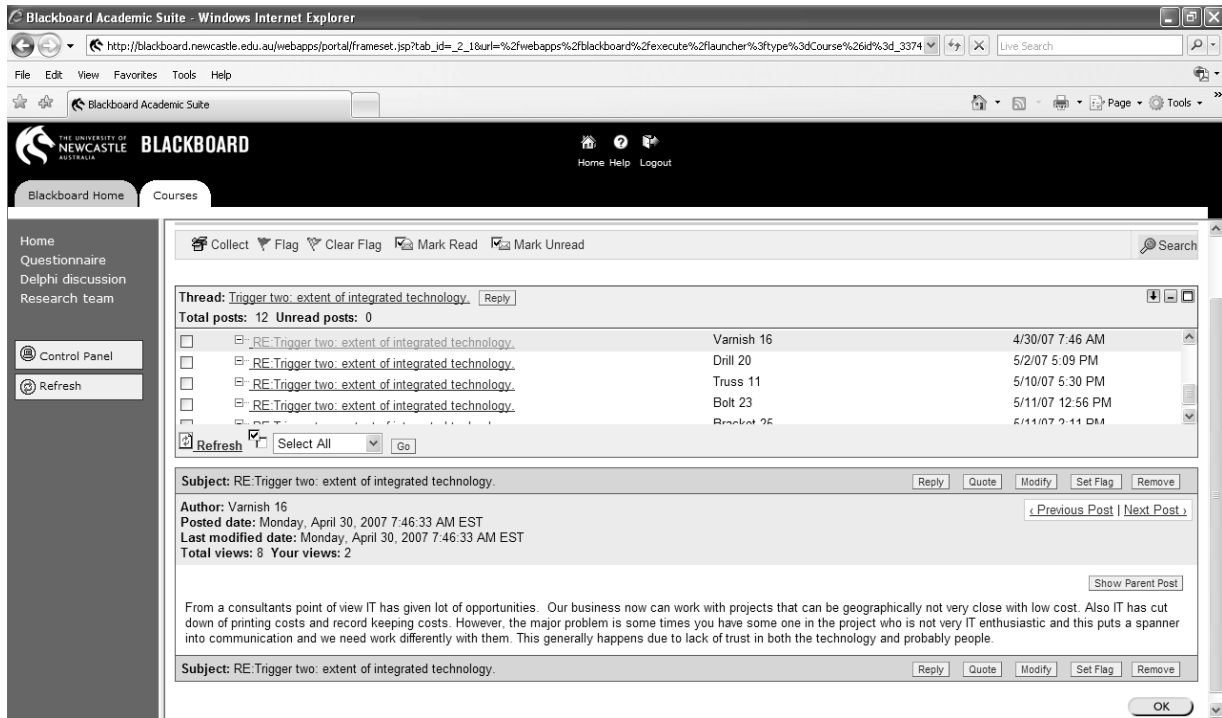 Blackboard Academic Suite - Windows Internet Explorer
http://blackboard.newcastle.edu.au/webapps/portal/frameset.jsp?tab_id=_2_1&url=%2fwebapps%2fblackboard%2fexecute%2flauncher%3ftype%3dCourse%26id%3d_3374
Live Search
File Edit View Favorites Tools Help
Blackboard Academic Suite
Page Tools
THE UNIVERSITY OF
NEWCASTLE
AUSTRALIA
BLACKBOARD
Home Help Logout
Blackboard Home Courses
Home
Questionnaire
Delphi discussion
Research team
Control Panel
Refresh
Collect Flag Clear Flag Mark Read Mark Unread Search
Thread: Trigger two: extent of integrated technology. Reply
Total posts: 12 Unread posts: 0
RE:Trigger two: extent of integrated technology. Varnish 16 4/30/07 7:46 AM
RE:Trigger two: extent of integrated technology. Drill 20 5/2/07 5:09 PM
RE:Trigger two: extent of integrated technology. Truss 11 5/10/07 5:30 PM
RE:Trigger two: extent of integrated technology. Bolt 23 5/11/07 12:56 PM
RE:Trigger two: extent of integrated technology. Bracket 25 5/11/07 2:11 PM
Refresh Select All Go
Subject: RE:Trigger two: extent of integrated technology. Reply Quote Modify Set Flag Remove
Author: Varnish 16 ‹ Previous Post | Next Post ›
Posted date: Monday, April 30, 2007 7:46:33 AM EST
Last modified date: Monday, April 30, 2007 7:46:33 AM EST
Total views: 8 Your views: 2
Show Parent Post
From a consultants point of view IT has given lot of opportunities. Our business now can work with projects that can be geographically not very close with low cost. Also IT has cut
down of printing costs and record keeping costs. However, the major problem is some times you have some one in the project who is not very IT enthusiastic and this puts a spanner
into communication and we need work differently with them. This generally happens due to lack of trust in both the technology and probably people.
Subject: RE:Trigger two: extent of integrated technology. Reply Quote Modify Set Flag Remove
OK